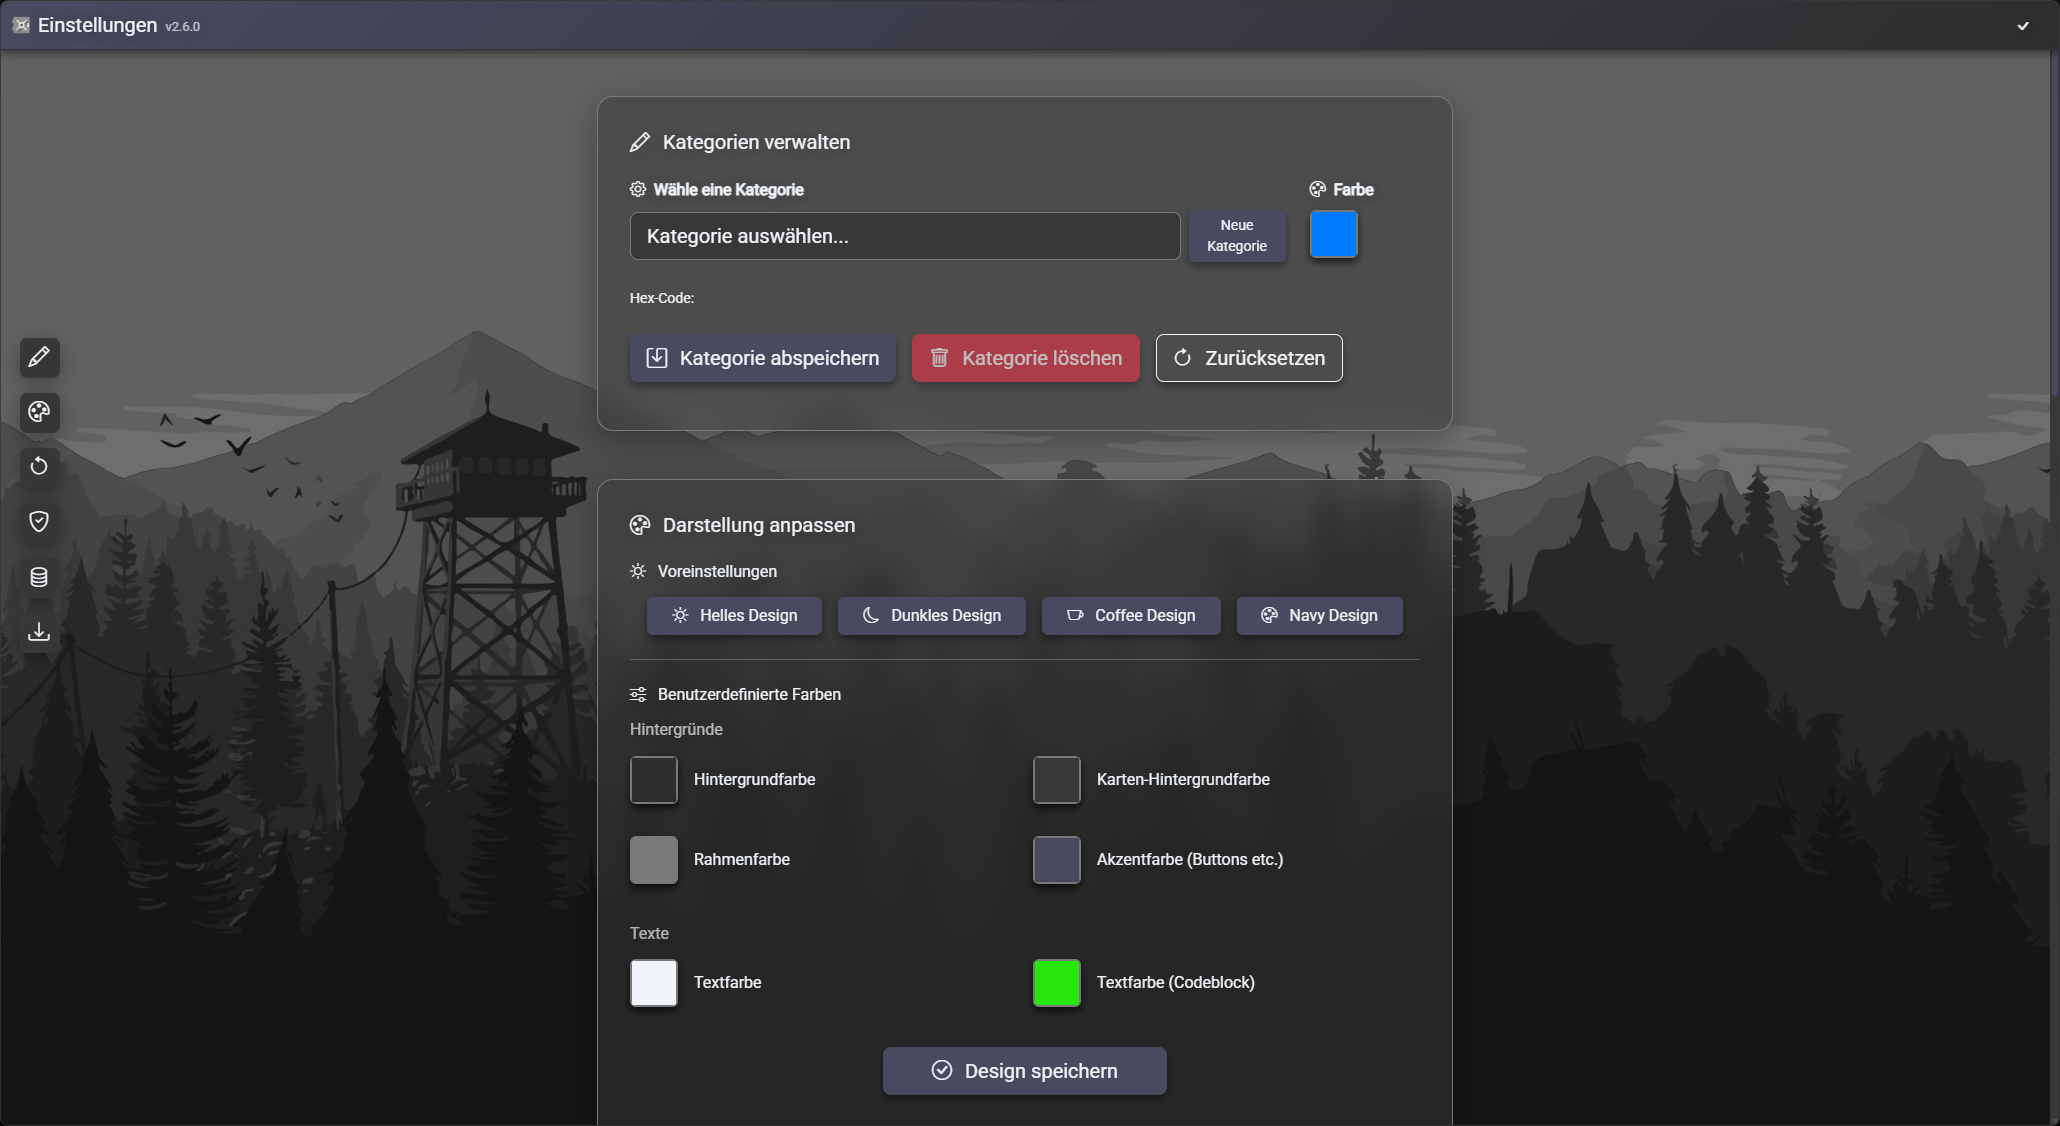 Einstellungen v2.6.0
Kategorien verwalten
Wähle eine Kategorie
Farbe
Kategorie auswählen...
Neue
Kategorie
Hex-Code:
Kategorie abspeichern
Kategorie löschen
Zurücksetzen
Darstellung anpassen
Voreinstellungen
Helles Design
Dunkles Design
Coffee Design
Navy Design
Benutzerdefinierte Farben
Hintergründe
Hintergrundfarbe
Karten-Hintergrundfarbe
Rahmenfarbe
Akzentfarbe (Buttons etc.)
Texte
Textfarbe
Textfarbe (Codeblock)
Design speichern